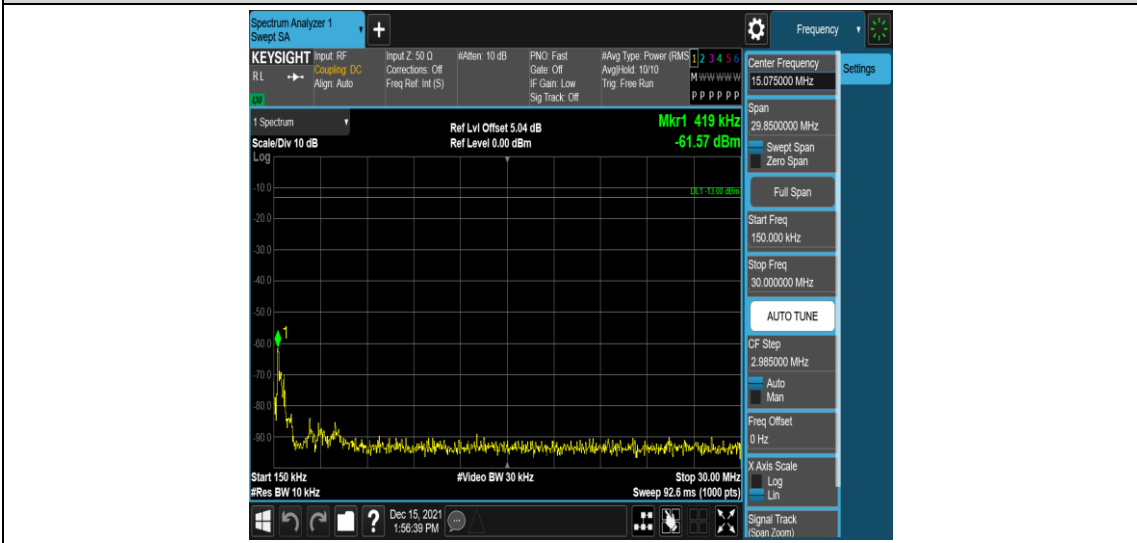 Spectrum Analyzer 1
Swept SA
+
Frequency
KEYSIGHT
R L
LXI
Input: RF
Coupling: DC
Align: Auto
Input Z: 50 Ω
Corrections: Off
Freq Ref: Int (S)
#Atten: 10 dB
PNO: Fast
Gate: Off
IF Gain: Low
Sig Track: Off
#Avg Type: Power (RMS
Avg|Hold: 10/10
Trig: Free Run
1 2 3 4 5 6
M W W W W W
P P P P P P
1 Spectrum
Scale/Div 10 dB
Log
Ref Lvl Offset 5.04 dB
Ref Level 0.00 dBm
Mkr1 419 kHz
-61.57 dBm
DL1 -13.00 dBm
-10.0
-20.0
-30.0
-40.0
-50.0
-60.0
-70.0
-80.0
-90.0
1
Start 150 kHz
#Res BW 10 kHz
#Video BW 30 kHz
Stop 30.00 MHz
Sweep 92.6 ms (1000 pts)
?
Dec 15, 2021
1:56:39 PM
Center Frequency
15.075000 MHz
Span
29.8500000 MHz
Swept Span
Zero Span
Full Span
Start Freq
150.000 kHz
Stop Freq
30.000000 MHz
AUTO TUNE
CF Step
2.985000 MHz
Auto
Man
Freq Offset
0 Hz
X Axis Scale
Log
Lin
Signal Track
(Span Zoom)
Settings